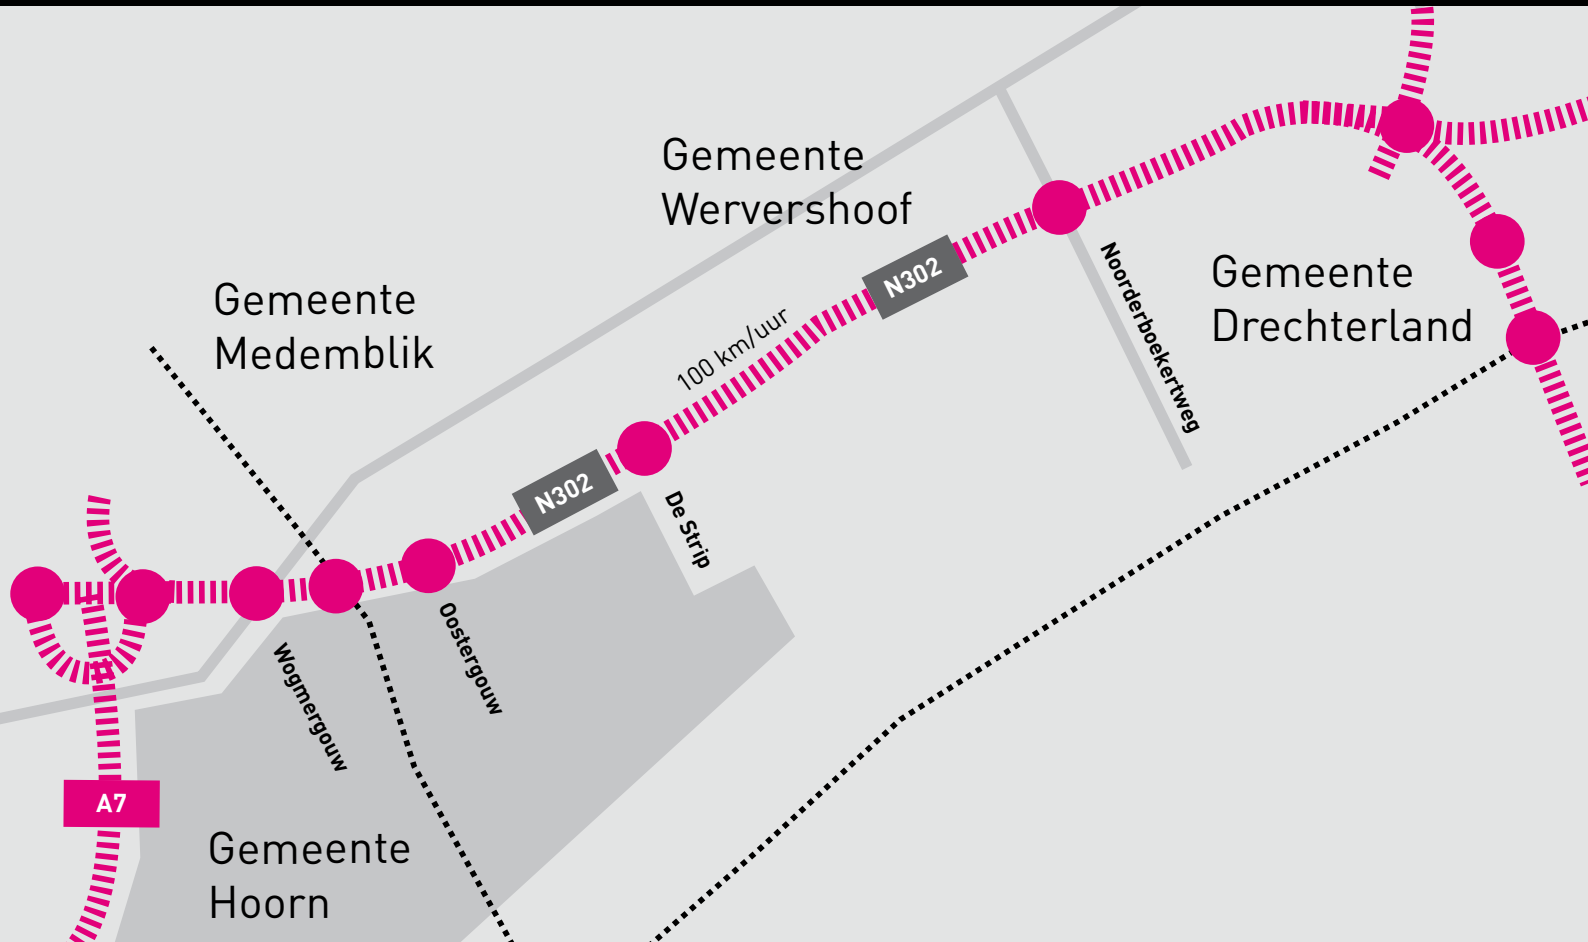 Gemeente
Wervershoof
Noorderboekertweg
Gemeente
Drechterland
N302
100 km/uur
Gemeente
Medemblik
N302
De Strip
Oostergouw
Wogmergouw
A7
Gemeente
Hoorn